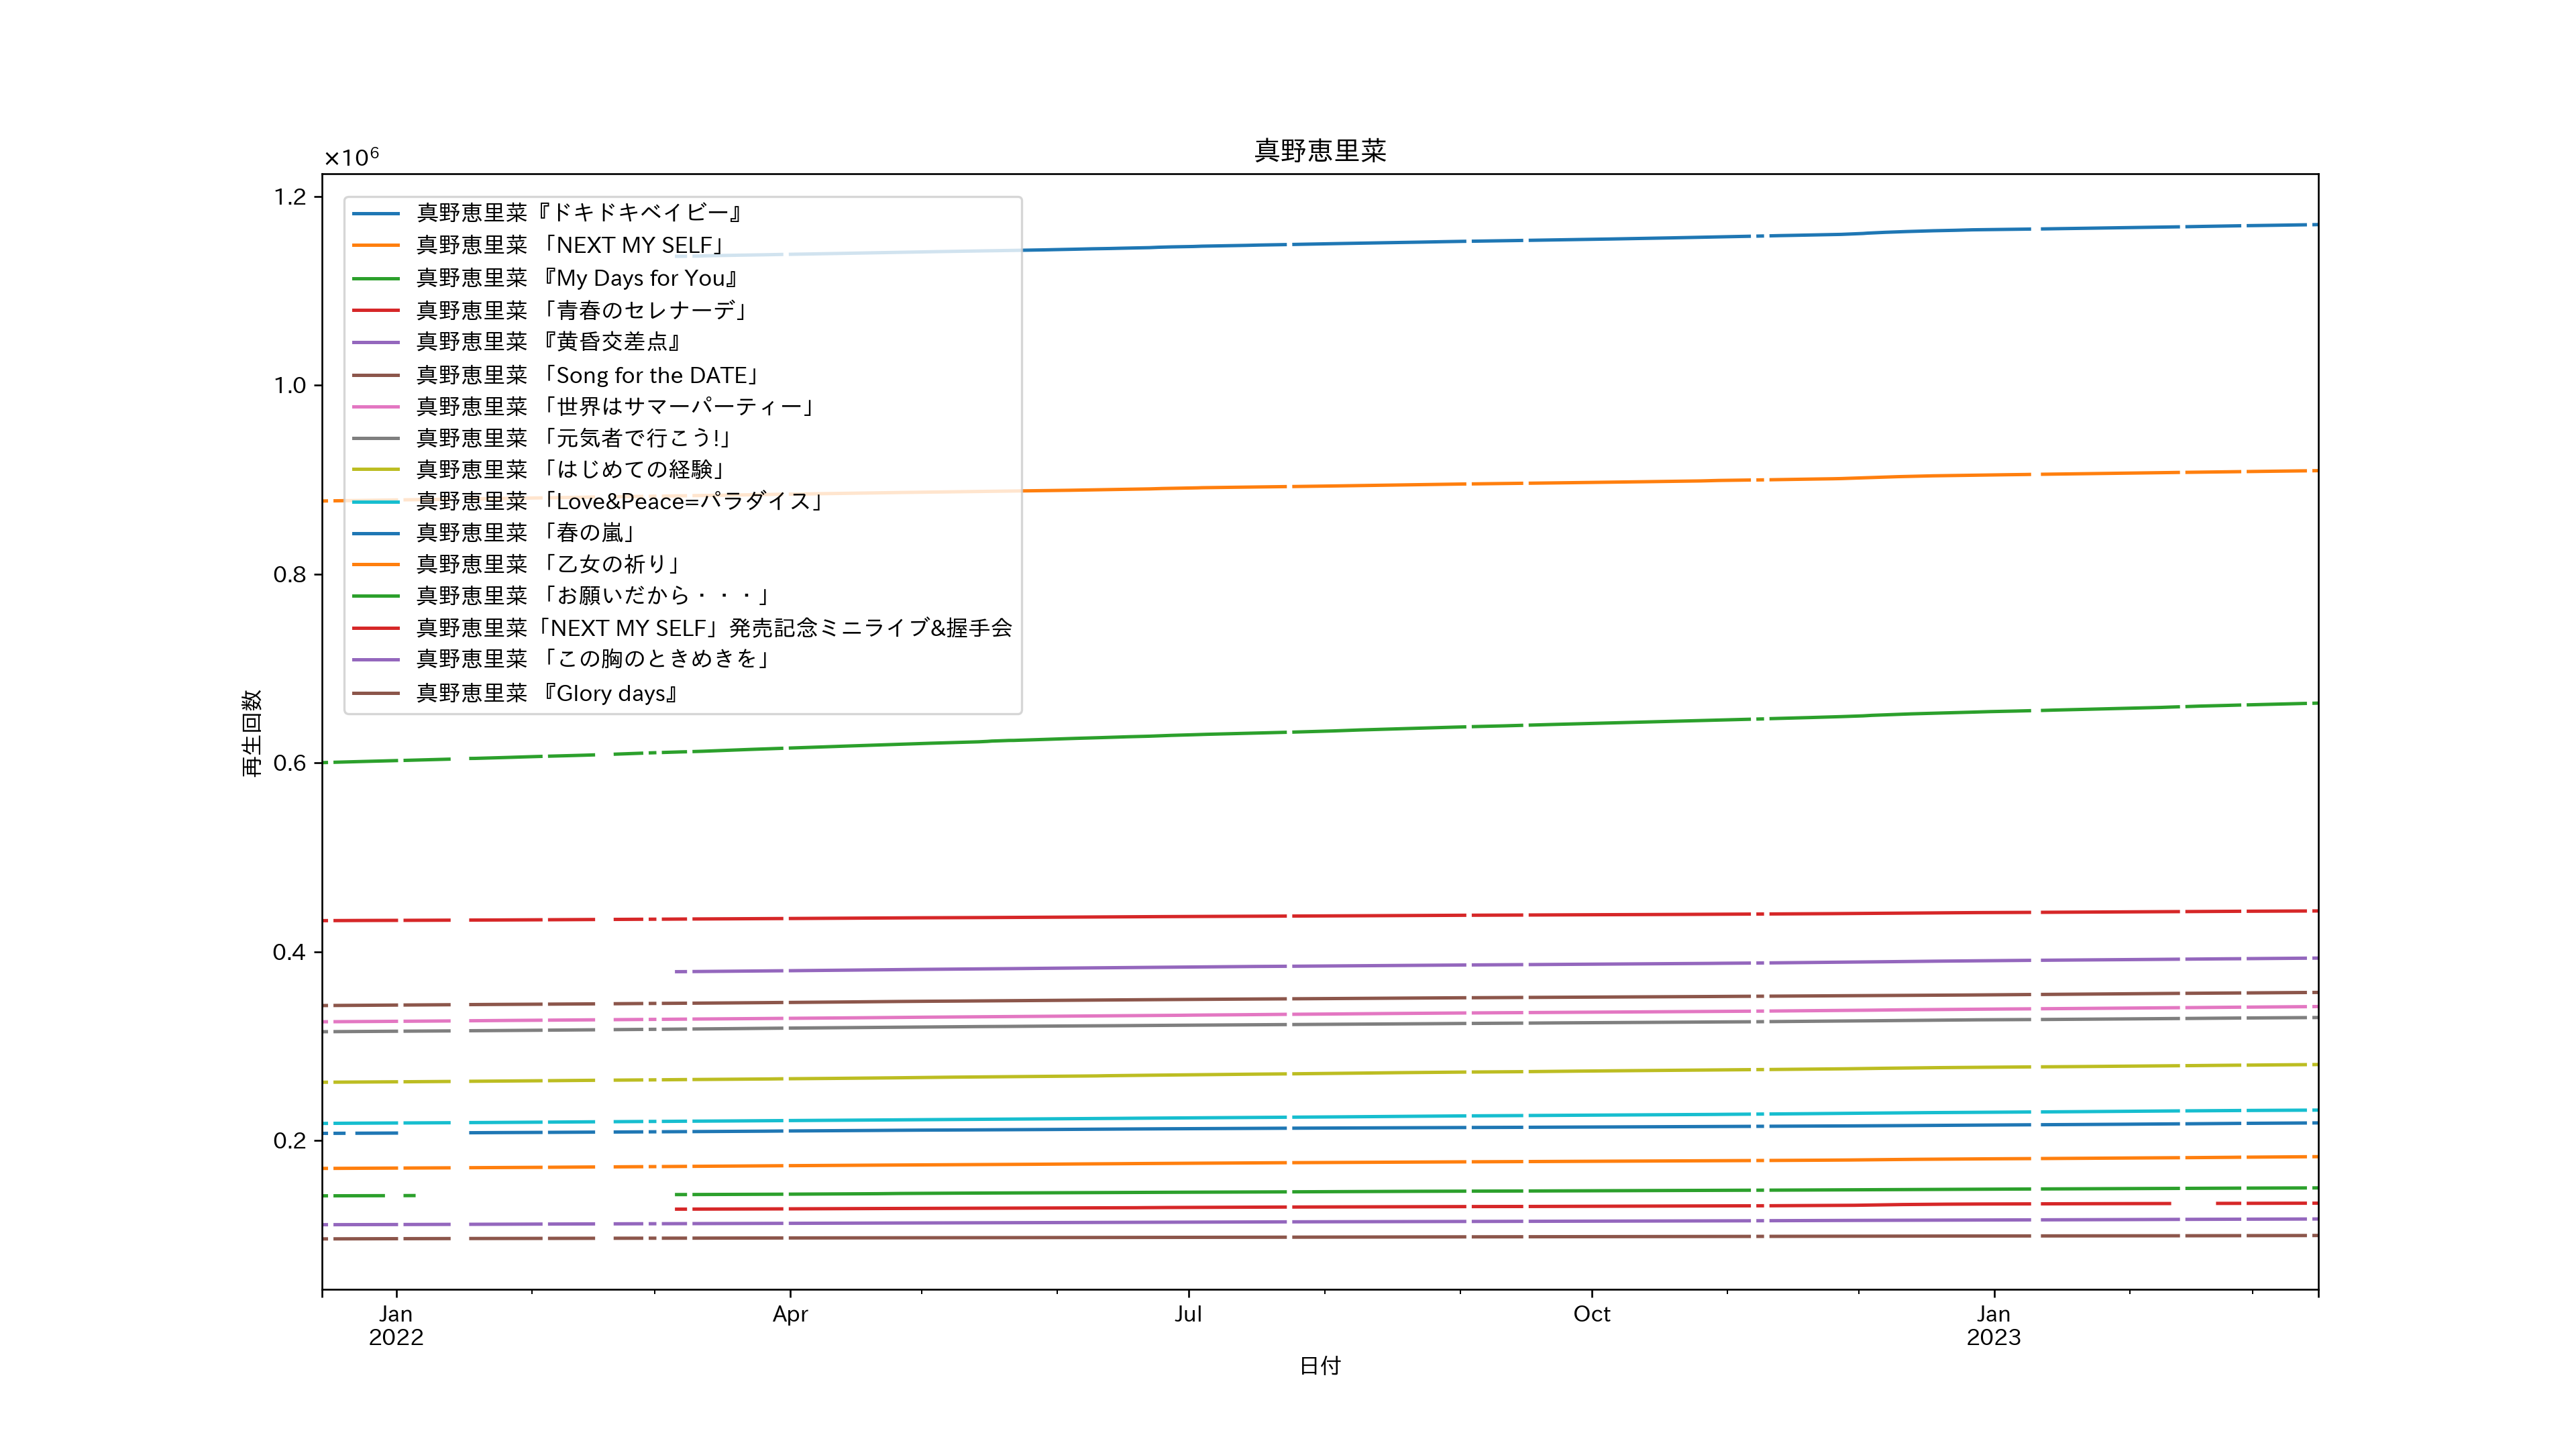 真野恵里菜
×10⁶
1.2
1.0
0.8
0.6
0.4
0.2
再生回数
真野恵里菜『ドキドキベイビー』
真野恵里菜 「NEXT MY SELF」
真野恵里菜 『My Days for You』
真野恵里菜 「青春のセレナーデ」
真野恵里菜 『黄昏交差点』
真野恵里菜 「Song for the DATE」
真野恵里菜 「世界はサマーパーティー」
真野恵里菜 「元気者で行こう!」
真野恵里菜 「はじめての経験」
真野恵里菜 「Love&Peace=パラダイス」
真野恵里菜 「春の嵐」
真野恵里菜 「乙女の祈り」
真野恵里菜 「お願いだから・・・」
真野恵里菜「NEXT MY SELF」発売記念ミニライブ&握手会
真野恵里菜 「この胸のときめきを」
真野恵里菜 『Glory days』
Jan Apr Jul Oct Jan
2022 2023
日付